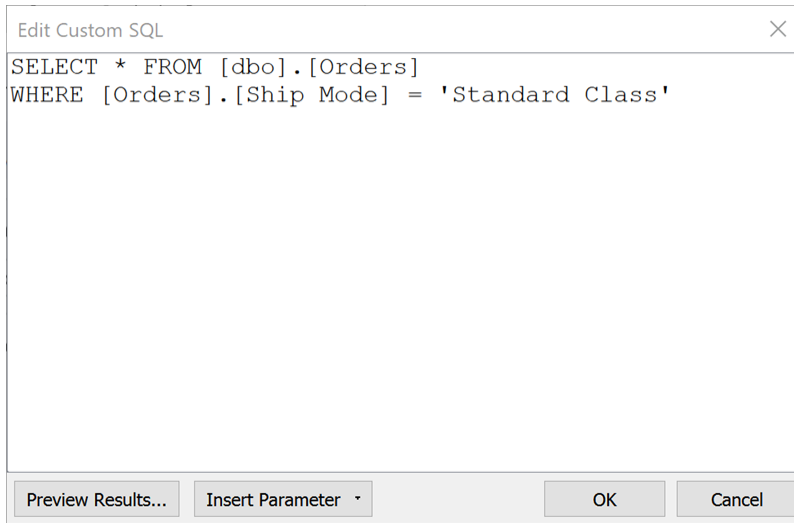 Edit Custom SQL
SELECT * FROM [dbo].[Orders]
WHERE [Orders].[Ship Mode] = 'Standard Class'
Preview Results... Insert Parameter OK Cancel